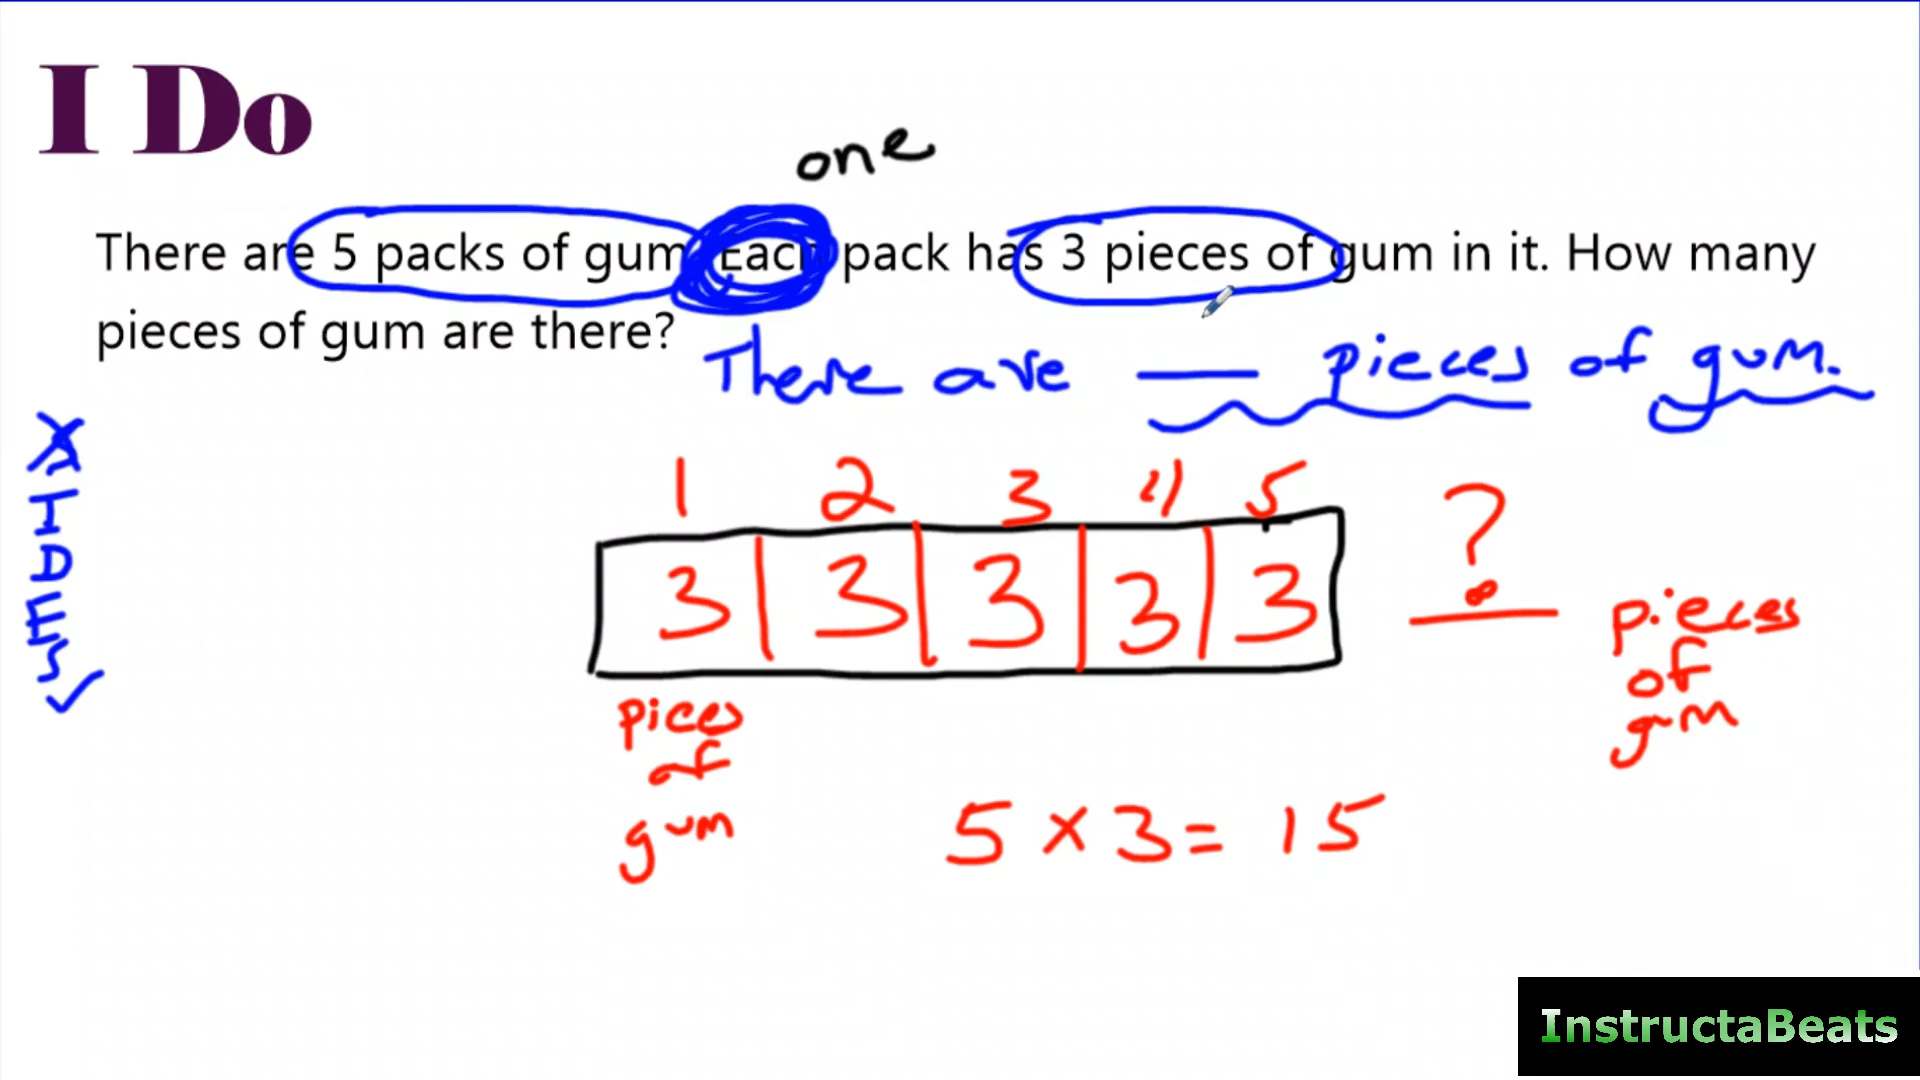 I Do
one
There are 5 packs of gum. Each pack has 3 pieces of gum in it. How many
pieces of gum are there?
There are ___ pieces of gum.
1 2 3 4 5
3 3 3 3 3
?
pieces
of
gum
pices
of
gum
5 x 3 = 15
InstructaBeats